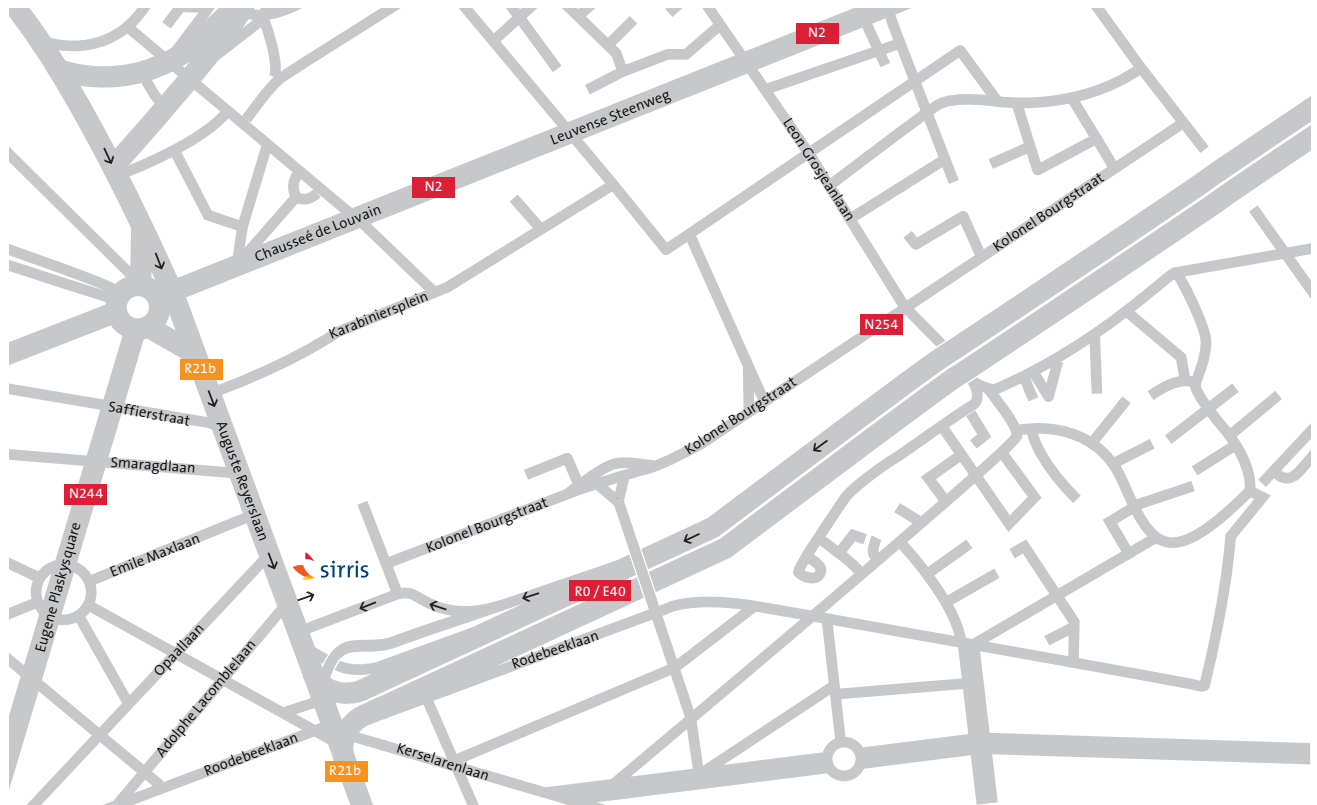 N2
Leuvense Steenweg
Leon Grosjeanlaan
N2
Kolonel Bourgstraat
Chausseé de Louvain
Karabiniersplein
N254
R21b
Saffierstraat
Kolonel Bourgstraat
Auguste Reyerslaan
Smaragdlaan
N244
Kolonel Bourgstraat
Emile Maxlaan
sirris
Eugene Plaskysquare
R0 / E40
Opaallaan
Rodebeeklaan
Adolphe Lacomblelaan
Roodebeeklaan
Kerselarenlaan
R21b